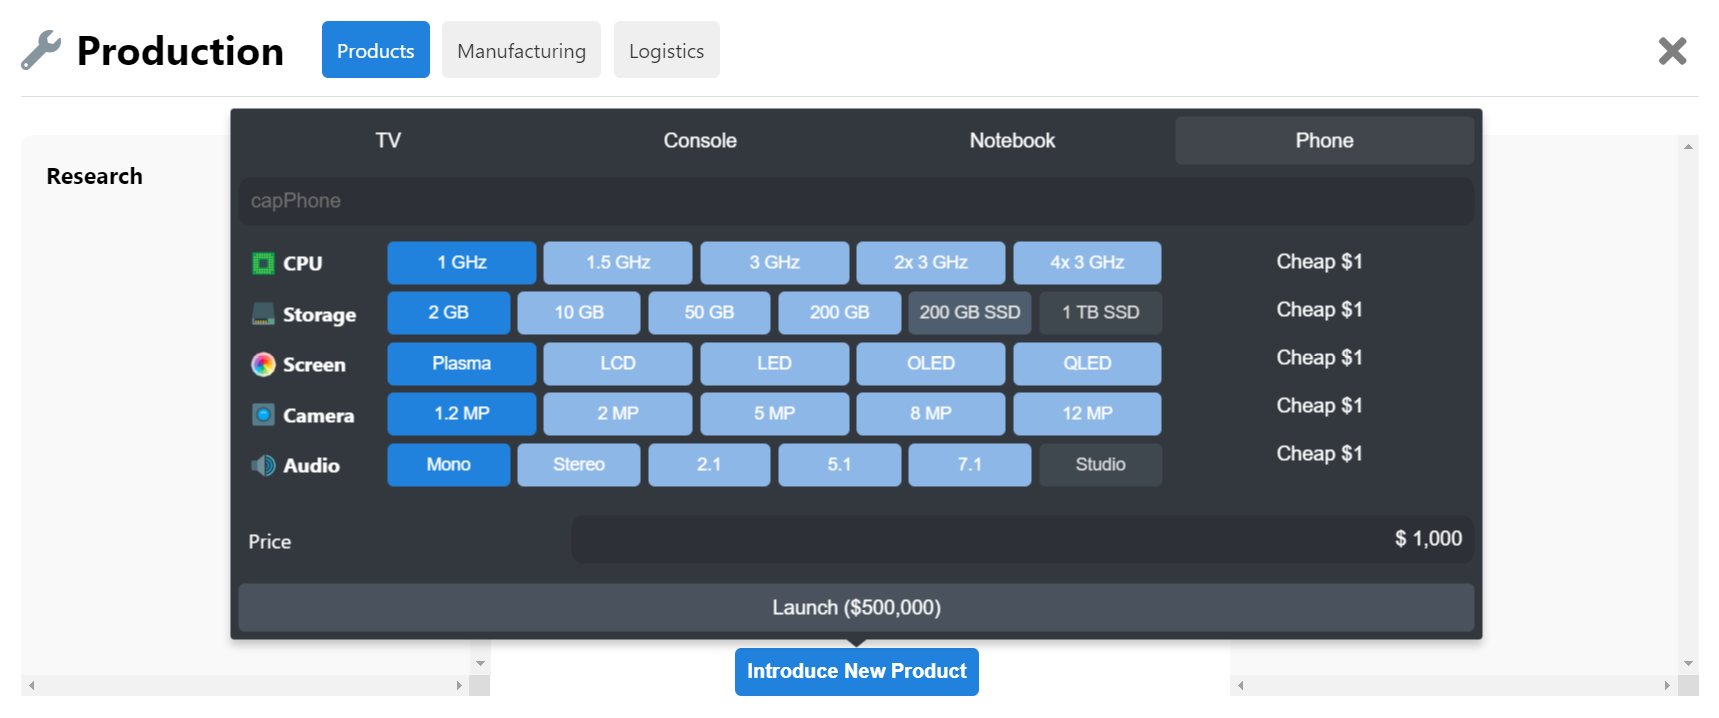 Production Products Manufacturing Logistics
TV Console Notebook Phone
Research
capPhone
CPU 1 GHz 1.5 GHz 3 GHz 2x 3 GHz 4x 3 GHz Cheap $1
Storage 2 GB 10 GB 50 GB 200 GB 200 GB SSD 1 TB SSD Cheap $1
Screen Plasma LCD LED OLED QLED Cheap $1
Camera 1.2 MP 2 MP 5 MP 8 MP 12 MP Cheap $1
Audio Mono Stereo 2.1 5.1 7.1 Studio Cheap $1
Price $ 1,000
Launch ($500,000)
Introduce New Product